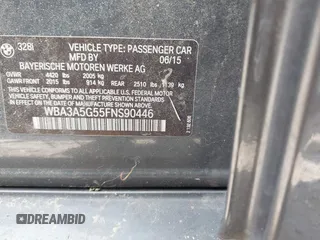 328I VEHICLE TYPE: PASSENGER CAR
MFD BY 06/15
BAYERISCHE MOTOREN WERKE AG
GVWR 4420 lbs 2005 kg
GAWR FRONT 2015 lbs 914 kg REAR 2510 lbs 1139 kg
THIS VEHICLE CONFORMS TO ALL APPLICABLE FEDERAL MOTOR
VEHICLE SAFETY, BUMPER, AND THEFT PREVENTION STANDARDS
IN EFFECT ON THE DATE OF MANUFACTURE SHOWN ABOVE.
WBA3A5G55FNS90446
DREAMBID